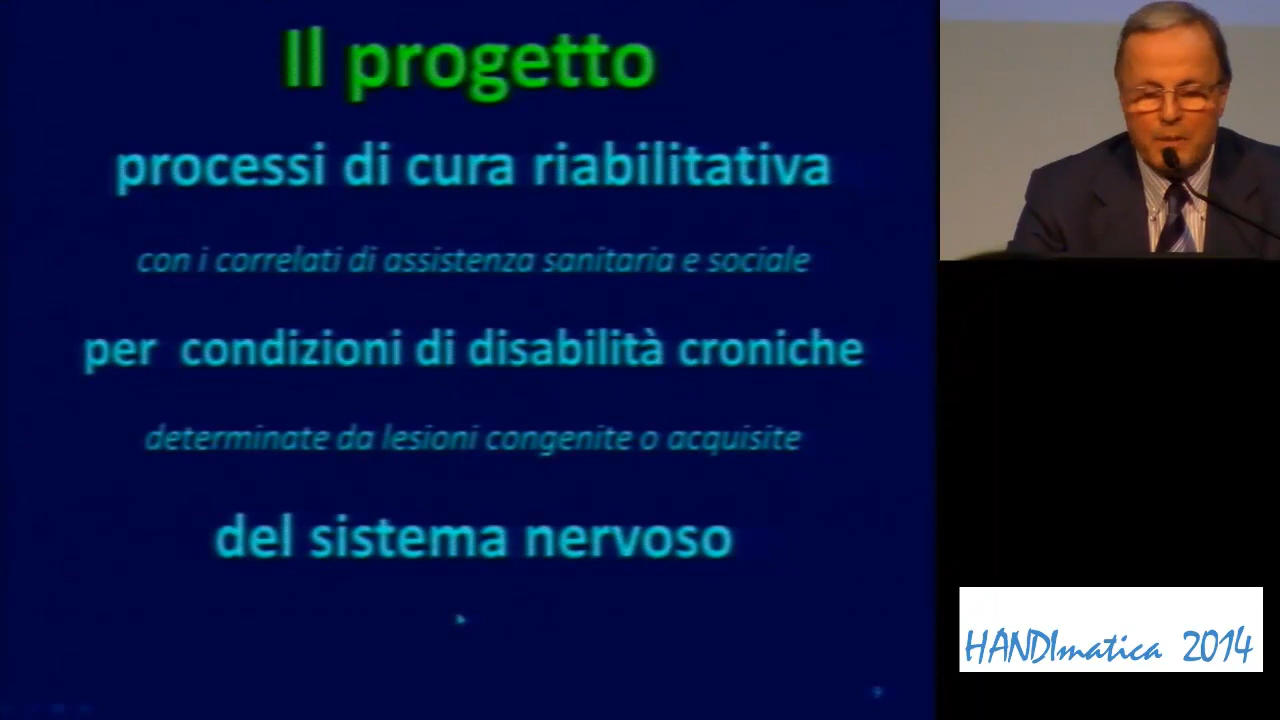 Il progetto
processi di cura riabilitativa
con i correlati di assistenza sanitaria e sociale
per condizioni di disabilità croniche
determinate da lesioni congenite o acquisite
del sistema nervoso
9
HANDImatica 2014